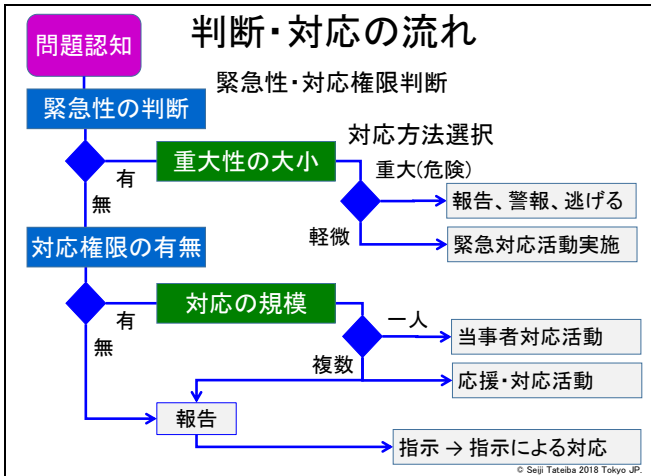 判断・対応の流れ
問題認知
緊急性・対応権限判断
緊急性の判断
対応方法選択
有
重大性の大小
重大(危険)
報告、警報、逃げる
無
軽微
緊急対応活動実施
対応権限の有無
有
対応の規模
一人
当事者対応活動
無
複数
応援・対応活動
報告
指示 → 指示による対応
© Seiji Tateiba 2018 Tokyo JP.